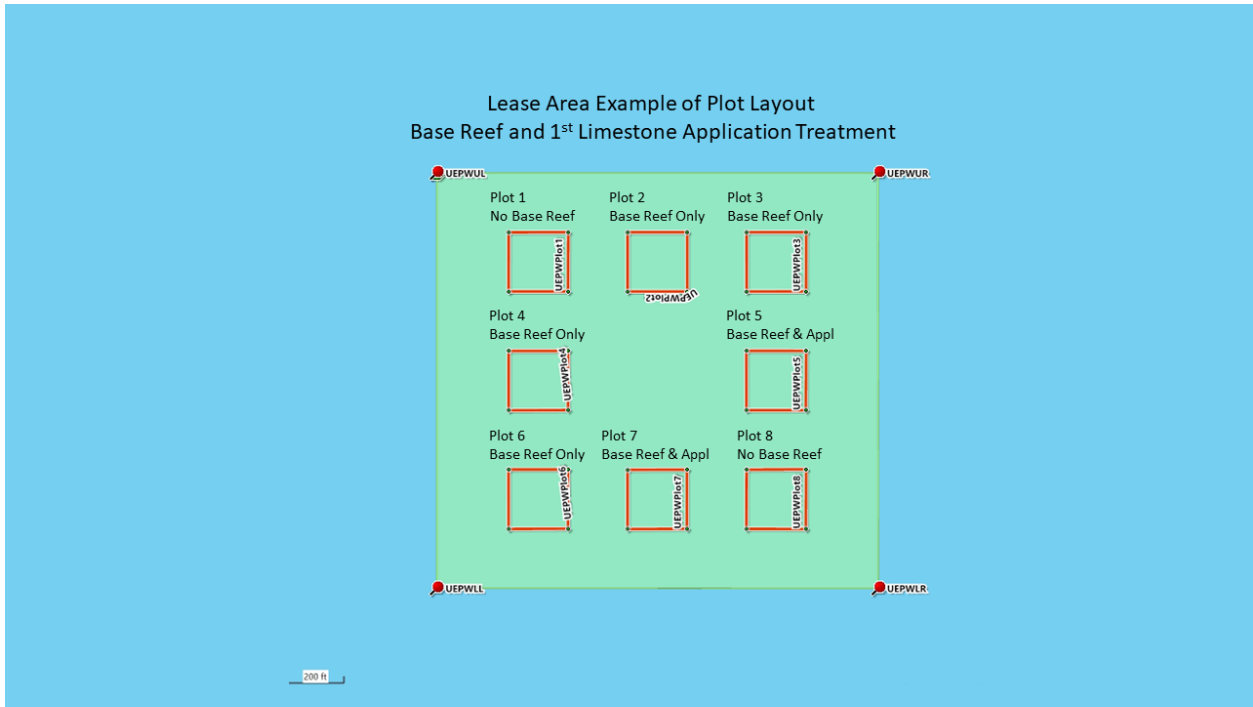 Lease Area Example of Plot Layout
Base Reef and 1st Limestone Application Treatment
UEPWUL
UEPWUR
Plot 1
No Base Reef
Plot 2
Base Reef Only
Plot 3
Base Reef Only
UEPWPlot1
UEPWPlot2
UEPWPlot3
Plot 4
Base Reef Only
Plot 5
Base Reef & Appl
UEPWPlot4
UEPWPlot5
Plot 6
Base Reef Only
Plot 7
Base Reef & Appl
Plot 8
No Base Reef
UEPWPlot6
UEPWPlot7
UEPWPlot8
UEPWLL
UEPWLR
200 ft